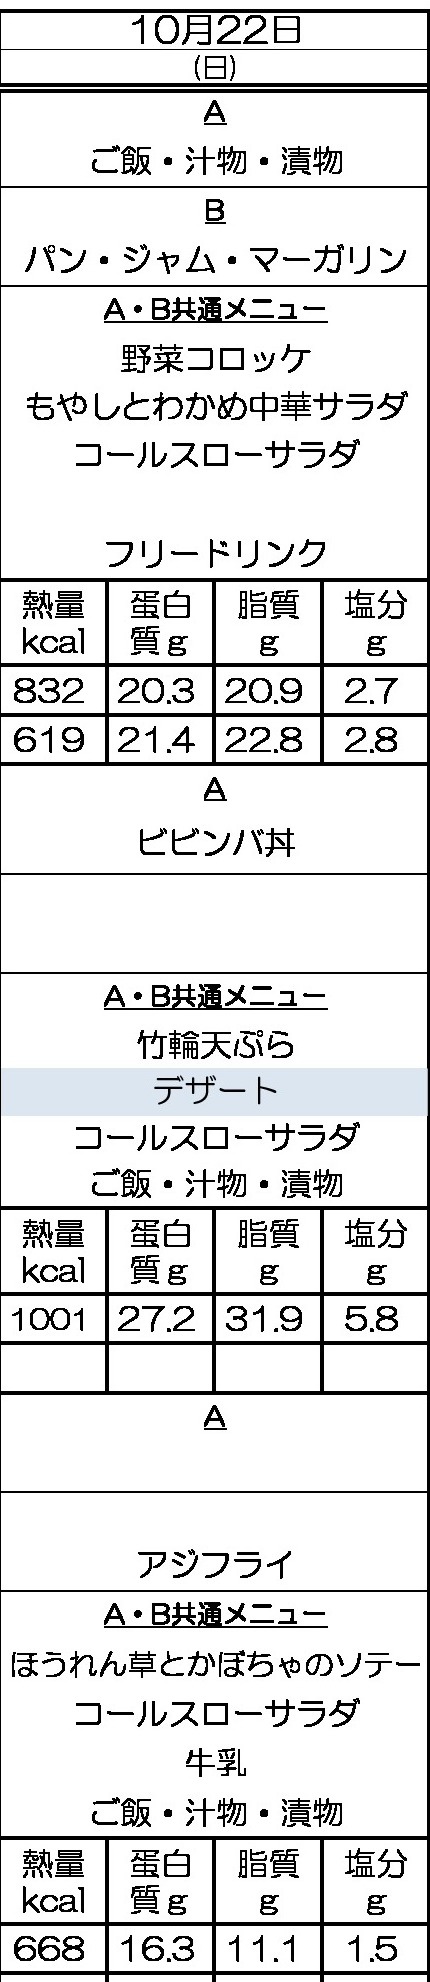 10月22日
(日)
A
ご飯・汁物・漬物
B
パン・ジャム・マーガリン
A・B共通メニュー
野菜コロッケ
もやしとわかめ中華サラダ
コールスローサラダ
フリードリンク
熱量 蛋白 脂質 塩分
kcal 質g g g
832 20.3 20.9 2.7
619 21.4 22.8 2.8
A
ビビンバ丼
A・B共通メニュー
竹輪天ぷら
デザート
コールスローサラダ
ご飯・汁物・漬物
熱量 蛋白 脂質 塩分
kcal 質g g g
1001 27.2 31.9 5.8
A
アジフライ
A・B共通メニュー
ほうれん草とかぼちゃのソテー
コールスローサラダ
牛乳
ご飯・汁物・漬物
熱量 蛋白 脂質 塩分
kcal 質g g g
668 16.3 11.1 1.5